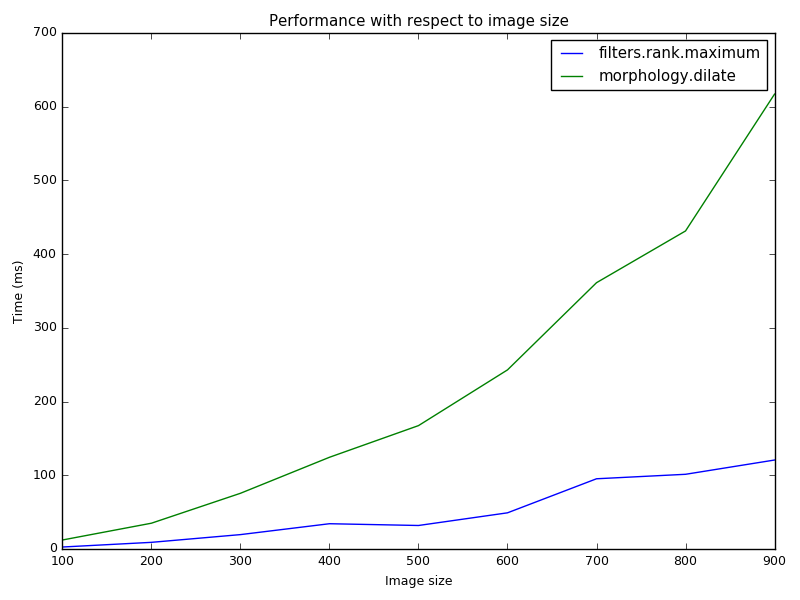 Performance with respect to image size
700
600
500
400
300
200
100
0
Time (ms)
filters.rank.maximum
morphology.dilate
100 200 300 400 500 600 700 800 900
Image size